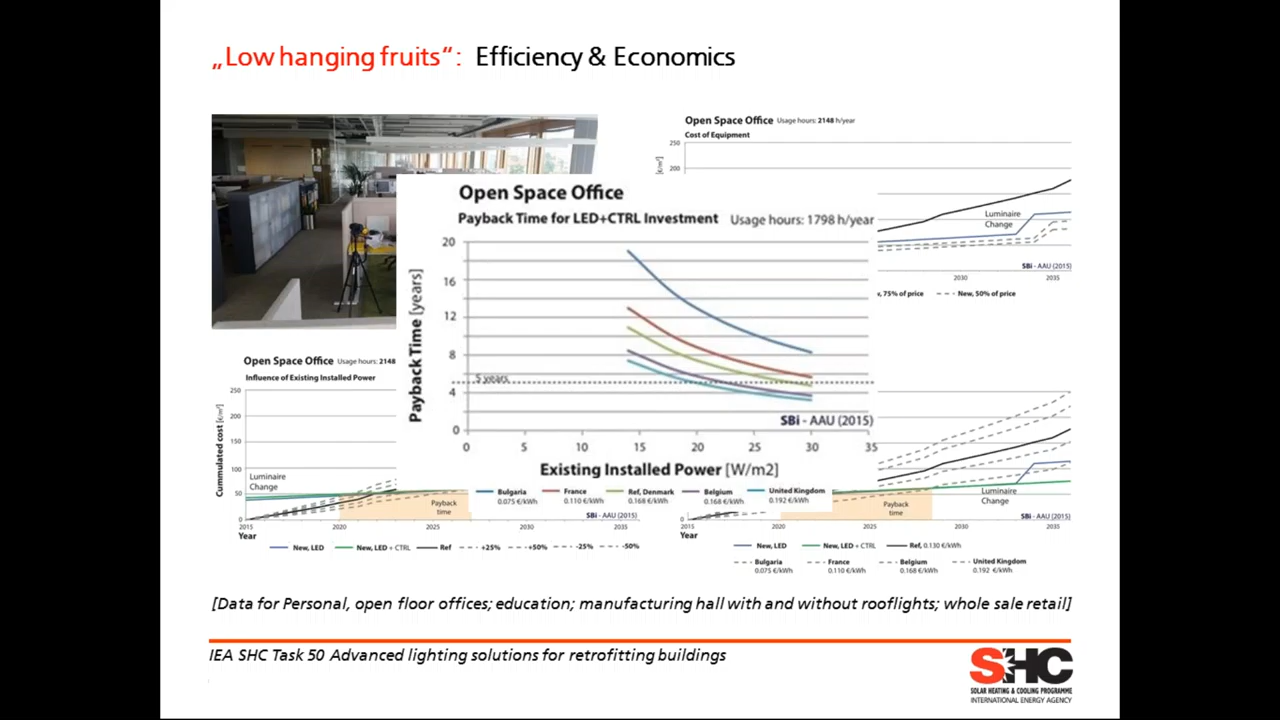 „Low hanging fruits“: Efficiency & Economics
Open Space Office Usage hours: 2148 h/year
Cost of Equipment
250
200
[€/m²]
Luminaire
Change
SBi - AAU (2015)
2030 2035
, 75% of price New, 50% of price
Open Space Office
Payback Time for LED+CTRL Investment Usage hours: 1798 h/year
Payback Time [years]
20
16
12
8
5 years
4
0
0 5 10 15 20 25 30 35
SBi - AAU (2015)
Existing Installed Power [W/m2]
Bulgaria France Ref, Denmark Belgium United Kingdom
0.075 €/kWh 0.110 €/kWh 0.168 €/kWh 0.168 €/kWh 0.192 €/kWh
Open Space Office Usage hours: 2148
Influence of Existing Installed Power
Cummulated cost [€/m²]
250
200
150
100
50
0
Luminaire
Change
Payback
time
SBi - AAU (2015)
2015 2020 2025 2030 2035
Year
New, LED New, LED + CTRL Ref +25% +50% -25% -50%
Luminaire
Change
Payback
time
SBi - AAU (2015)
0
2015 2020 2025 2030 2035
Year
New, LED New, LED + CTRL Ref, 0.130 €/kWh
Bulgaria France Belgium United Kingdom
0.075 €/kWh 0.110 €/kWh 0.168 €/kWh 0.192 €/kWh
[Data for Personal, open floor offices; education; manufacturing hall with and without rooflights; whole sale retail]
IEA SHC Task 50 Advanced lighting solutions for retrofitting buildings
SHC
SOLAR HEATING & COOLING PROGRAMME
INTERNATIONAL ENERGY AGENCY